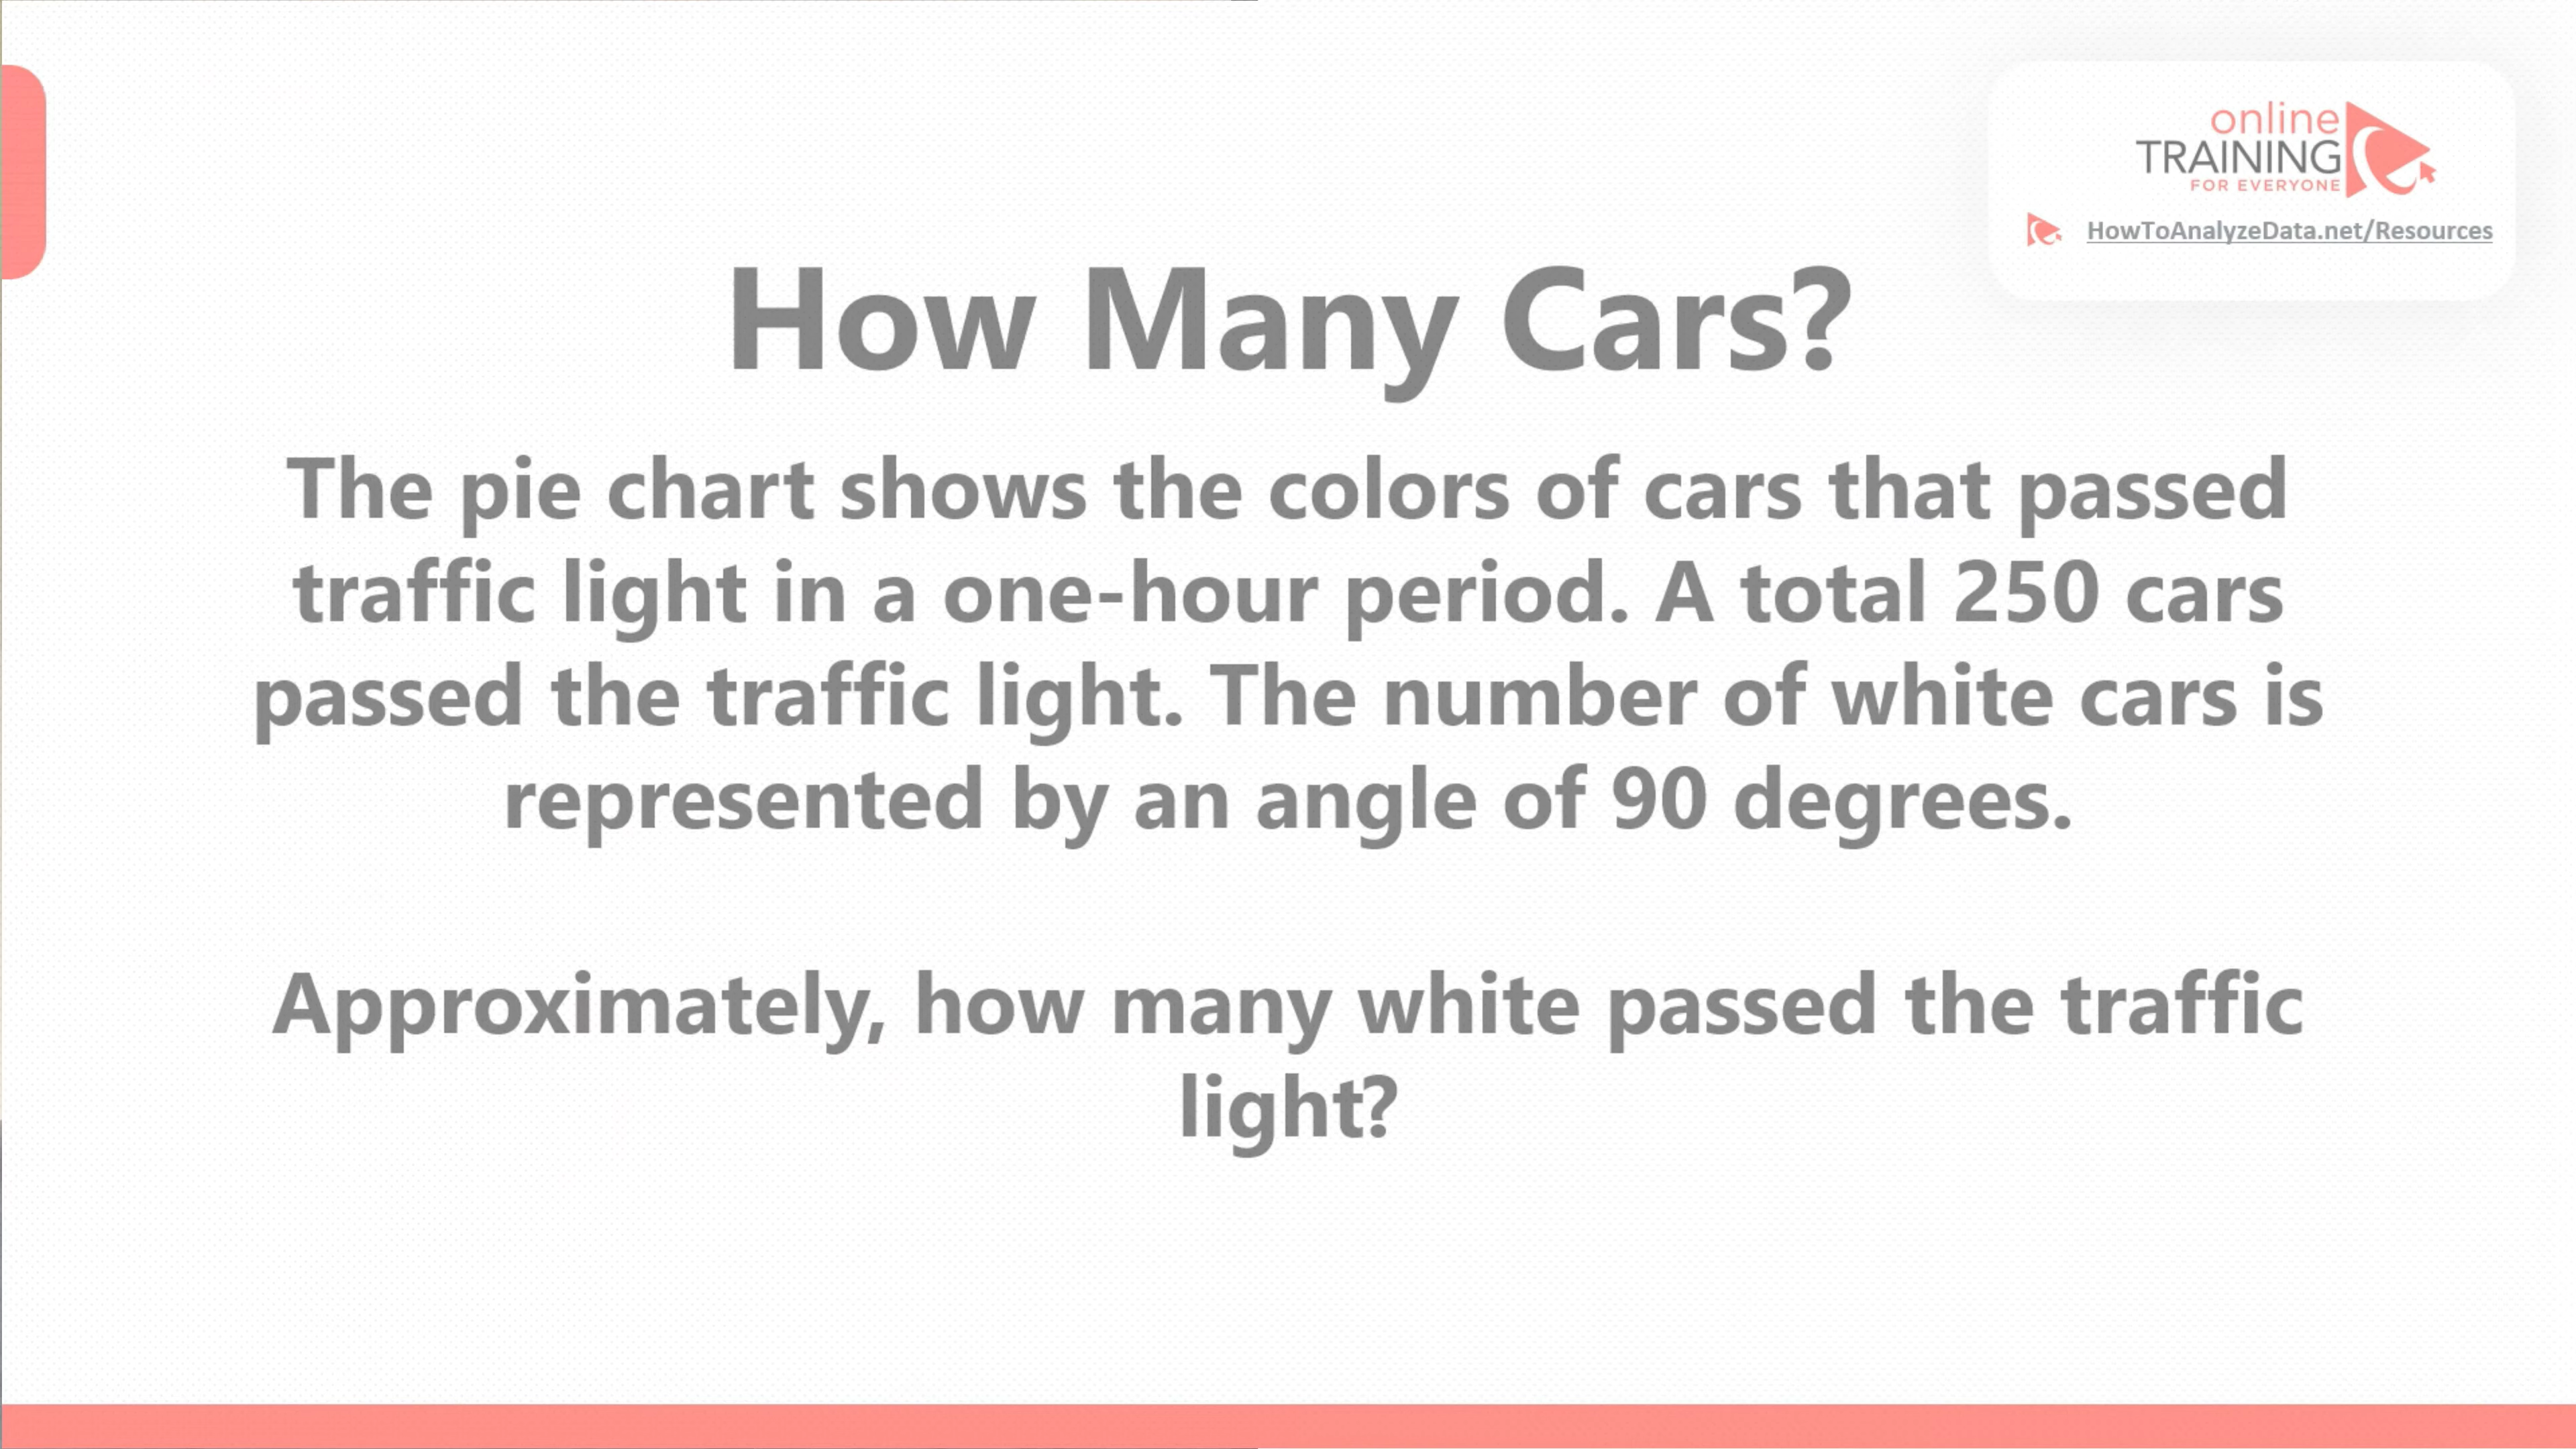 online
TRAINING
FOR EVERYONE
HowToAnalyzeData.net/Resources
How Many Cars?
The pie chart shows the colors of cars that passed
traffic light in a one-hour period. A total 250 cars
passed the traffic light. The number of white cars is
represented by an angle of 90 degrees.
Approximately, how many white passed the traffic
light?